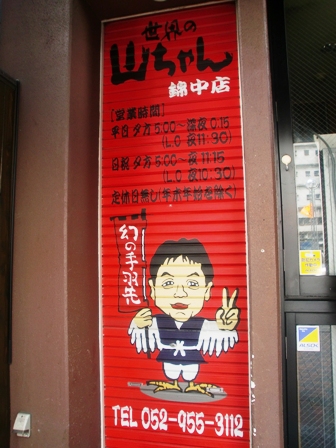 世界の
山ちゃん
錦中店
[営業時間]
平日 夕方 5:00〜深夜 0:15
(L.O 夜11:30)
日祝 夕方 5:00〜夜 11:15
(L.O 夜10:30)
定休日無し(年末年始を除く)
幻の手羽先
TEL 052-955-3112
ALSOK